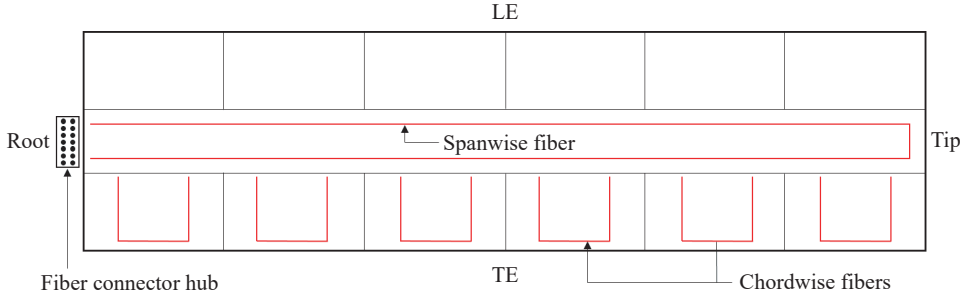 LE
Root
Spanwise fiber
Tip
Fiber connector hub
TE
Chordwise fibers